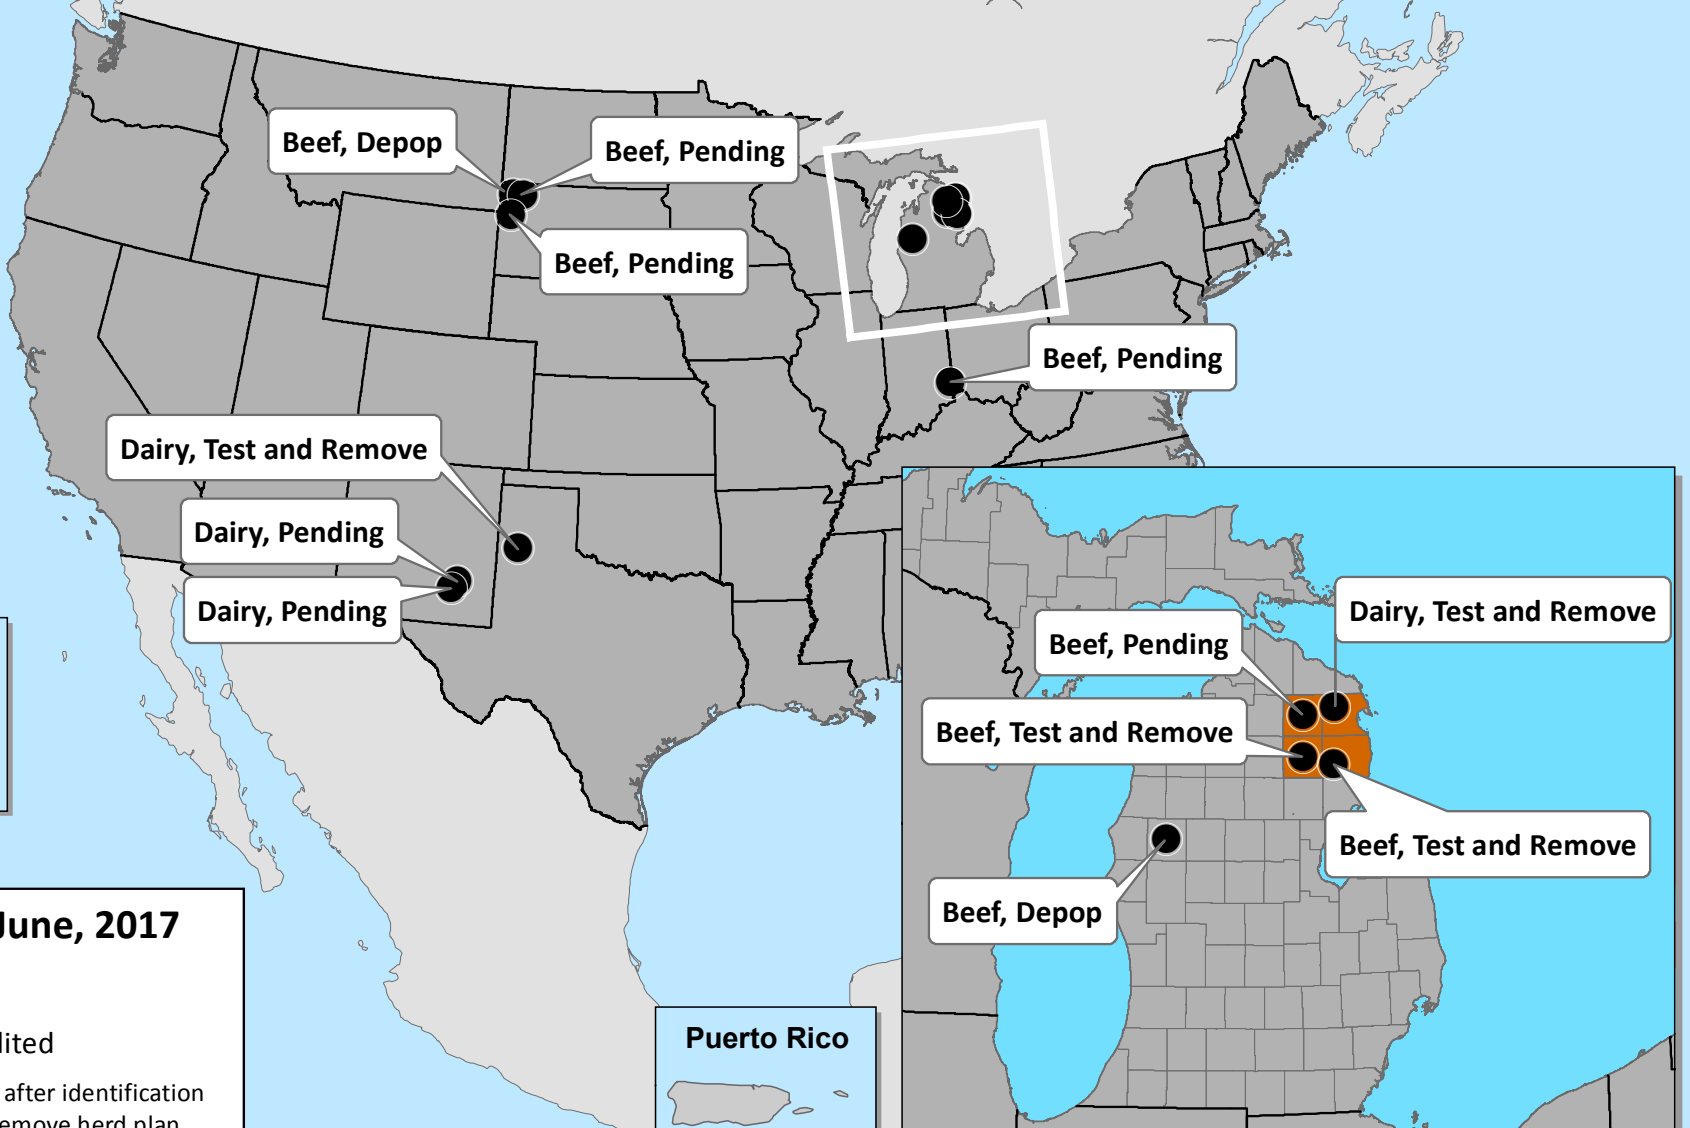 Beef, Depop
Beef, Pending
Beef, Pending
Beef, Pending
Dairy, Test and Remove
Dairy, Pending
Dairy, Pending
Dairy, Test and Remove
Beef, Pending
Beef, Test and Remove
Beef, Test and Remove
Beef, Depop
June, 2017
after identification
herd plan
Puerto Rico